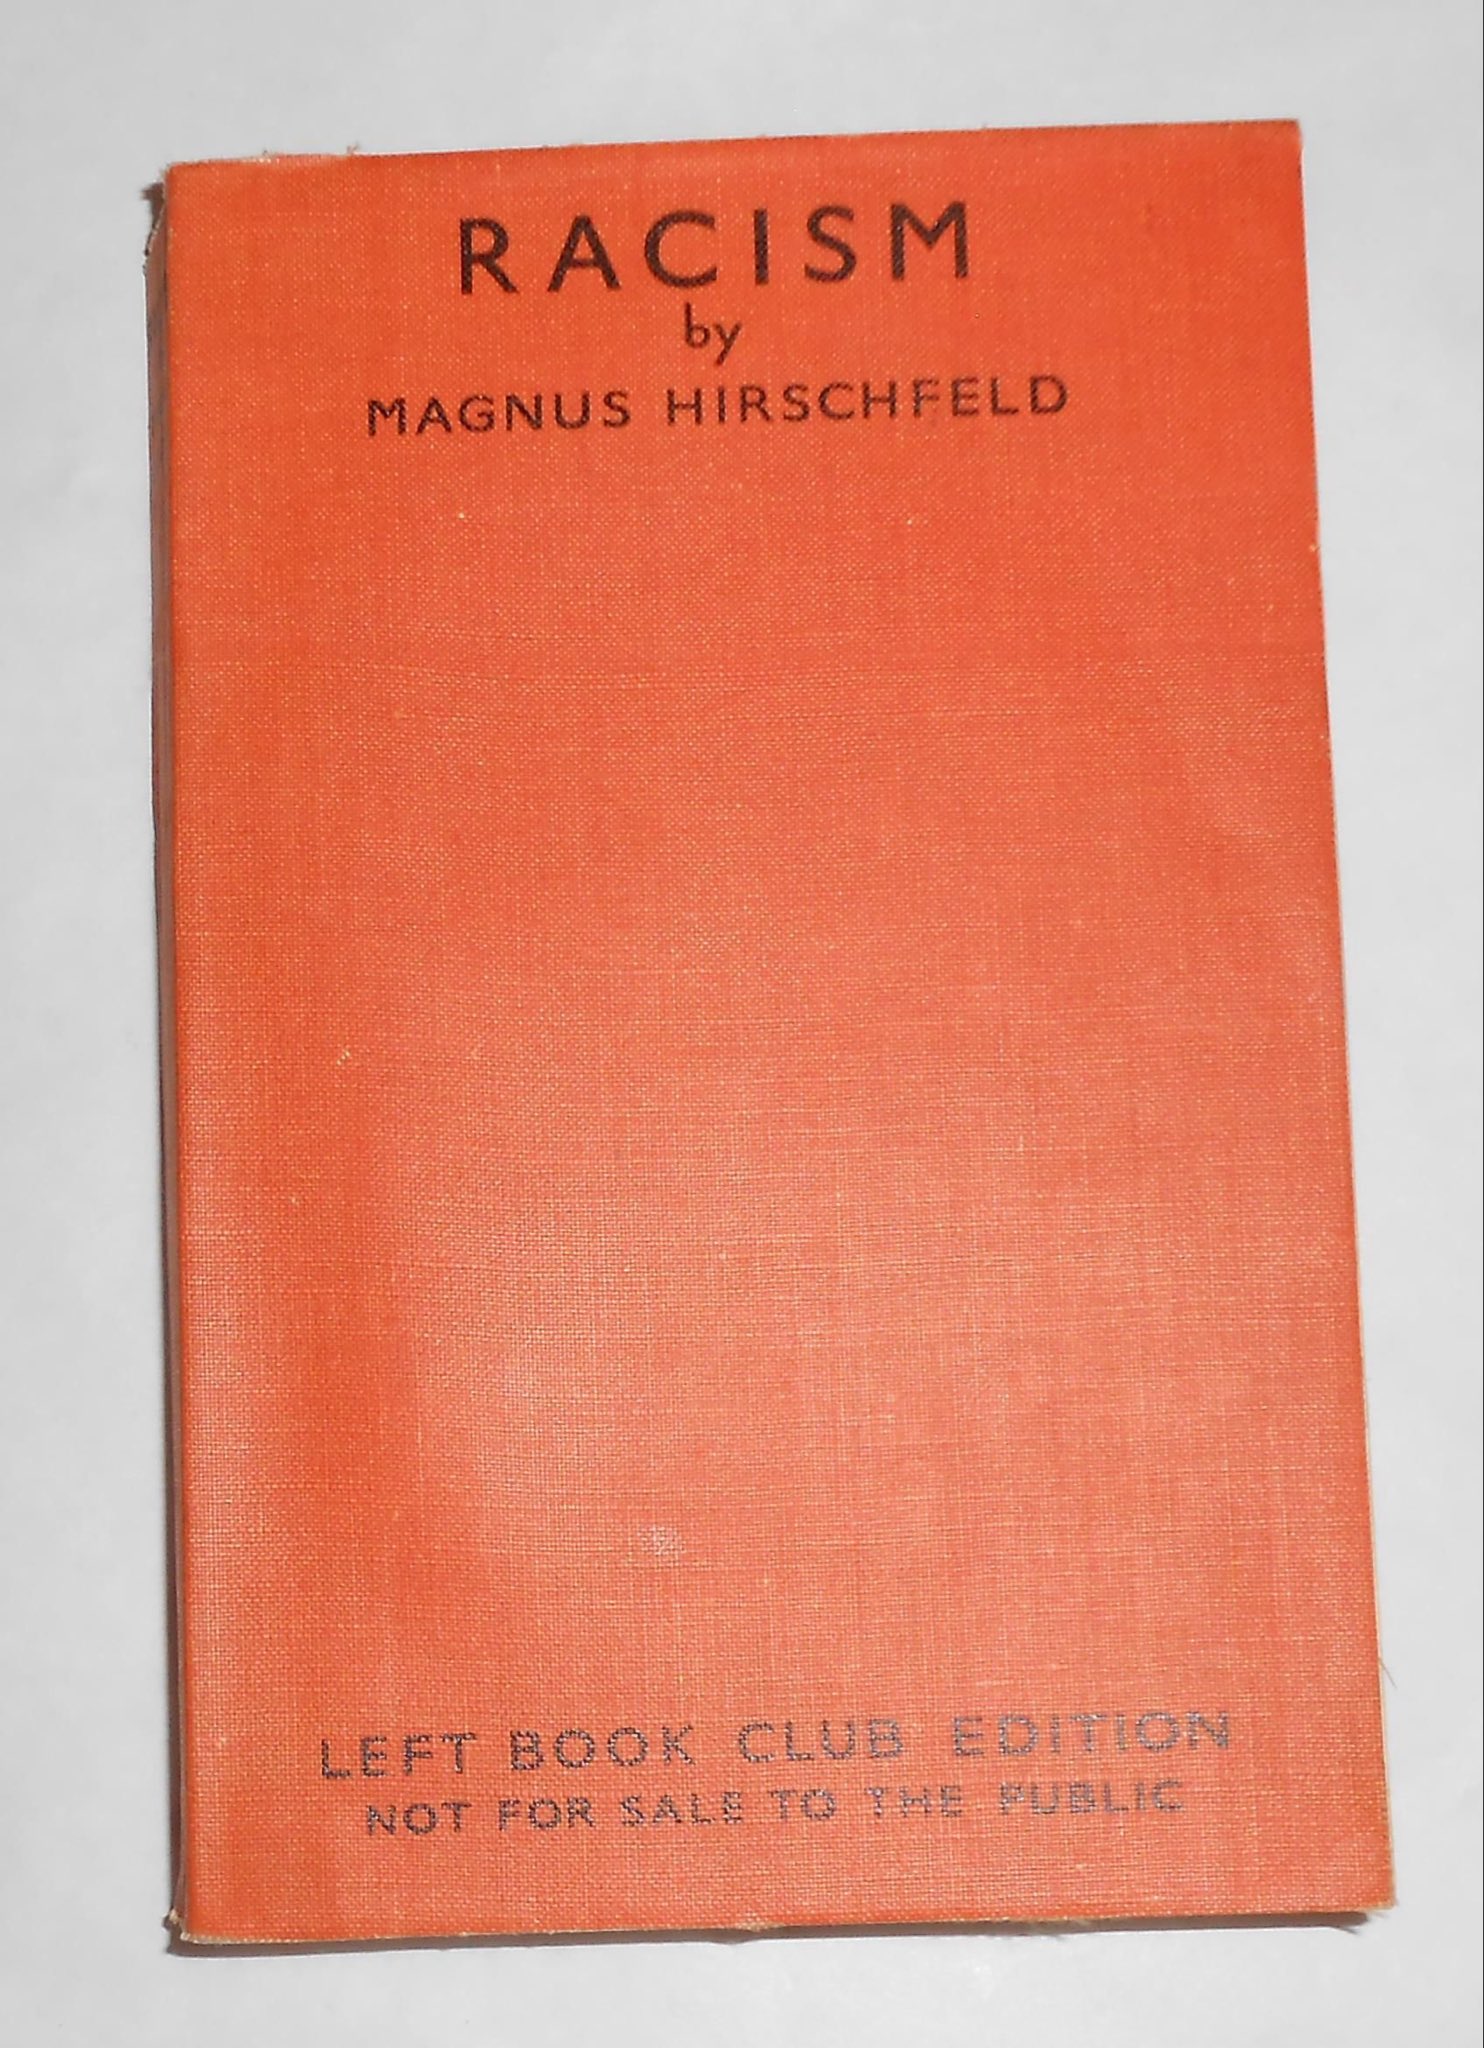 RACISM
by
MAGNUS HIRSCHFELD
LEFT BOOK CLUB EDITION
NOT FOR SALE TO THE PUBLIC